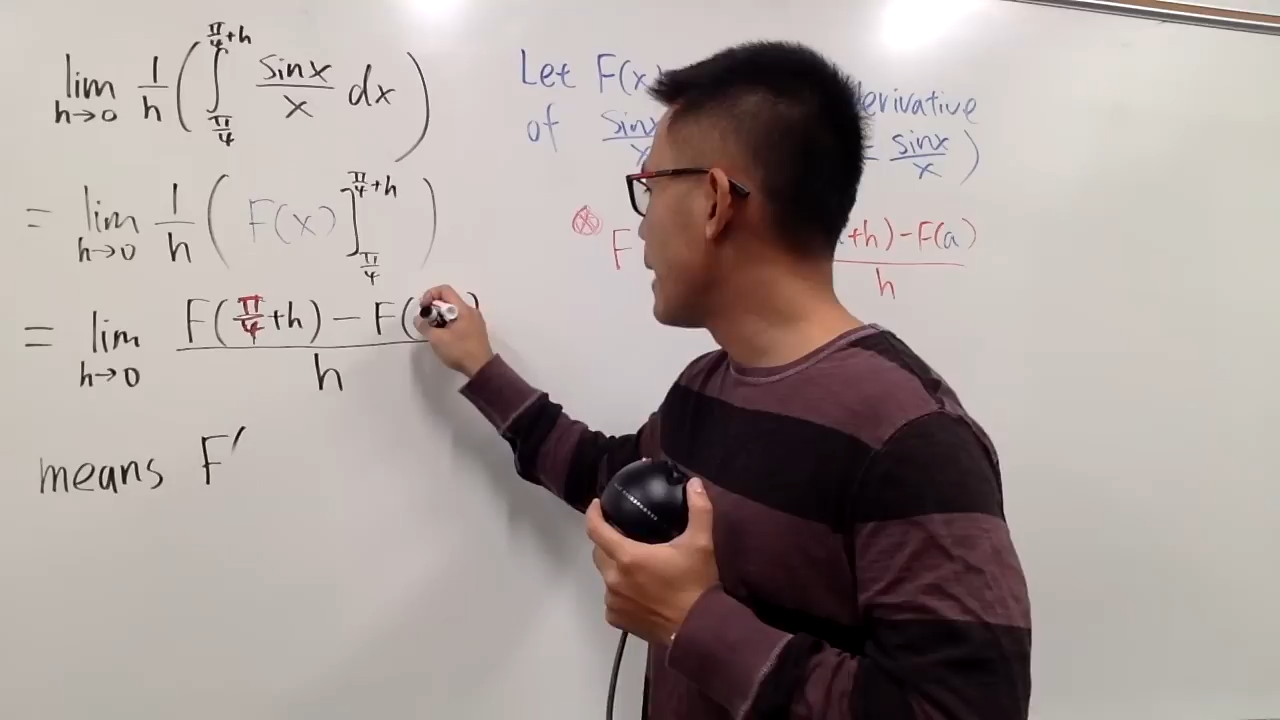 lim h→0 1/h ( ∫ π/4 π/4+h sinx/x dx )
= lim h→0 1/h ( F(x) ] π/4 π/4+h )
= lim h→0 F(π/4+h) − F( ) / h
means F'
Let F(x)
of sinx/x
erivative
= sinx/x )
⊗ F
+h)−F(a) / h